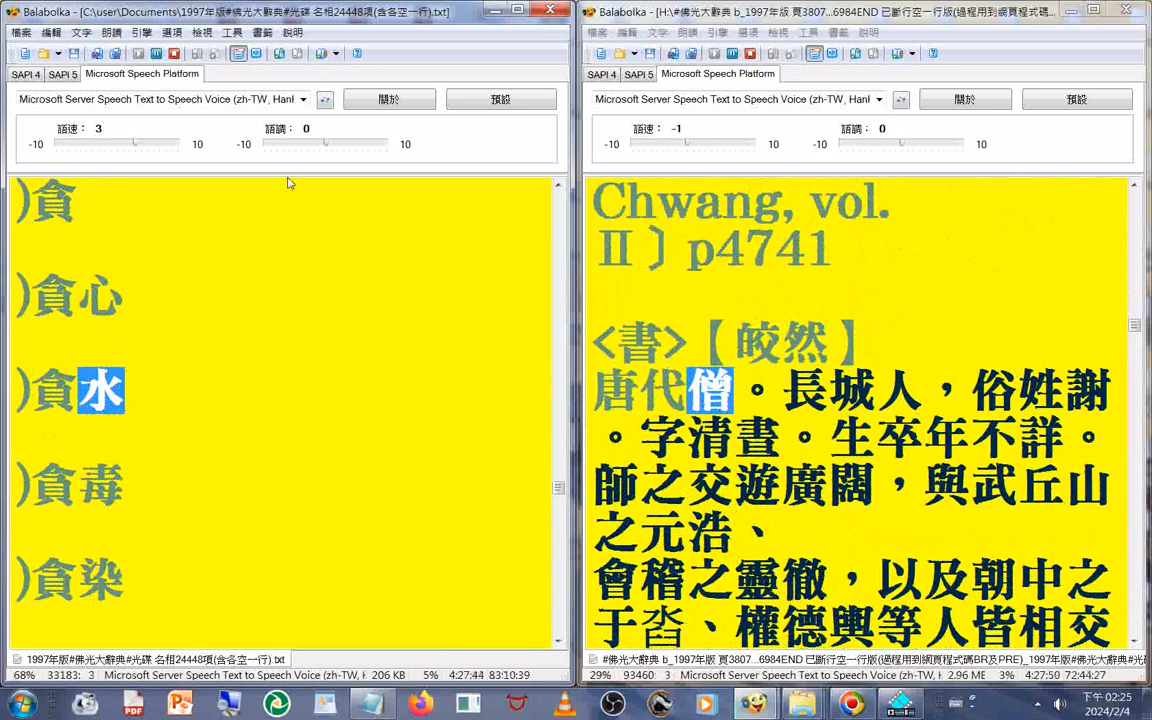 Balabolka - [C:\user\Documents\1997年版#佛光大辭典#光碟 名相24448項(含各空一行).txt]
檔案 編輯 文字 朗讀 引擎 選項 檢視 工具 書籤 說明
SAPI 4 SAPI 5 Microsoft Speech Platform
Microsoft Server Speech Text to Speech Voice (zh-TW, Hanl
關於 預設
語速： 3 語調： 0
-10 10 -10 10
)貪
)貪心
)貪水
)貪毒
)貪染
1997年版#佛光大辭典#光碟 名相24448項(含各空一行).txt
68% 33183: 3 Microsoft Server Speech Text to Speech Voice (zh-TW, H 206 KB 5% 4:27:44 83:10:39
Balabolka - [H:\#佛光大辭典 b_1997年版 頁3807...6984END 已斷行空一行版(過程用到網頁程式碼...
檔案 編輯 文字 朗讀 引擎 選項 檢視 工具 書籤 說明
SAPI 4 SAPI 5 Microsoft Speech Platform
Microsoft Server Speech Text to Speech Voice (zh-TW, Hanl
關於 預設
語速： -1 語調： 0
-10 10 -10 10
Chwang, vol.
Ⅱ〕p4741
<書>【皎然】
唐代僧。長城人，俗姓謝
。字清晝。生卒年不詳。
師之交遊廣闊，與武丘山
之元浩、
會稽之靈徹，以及朝中之
于峇、權德輿等人皆相交
#佛光大辭典 b_1997年版 頁3807...6984END 已斷行空一行版(過程用到網頁程式碼BR及PRE)_1997年版#佛光大辭典#光
29% 93460: 3 Microsoft Server Speech Text to Speech Voice (zh-TW, H 2.96 ME 3% 4:27:50 72:44:27
下午 02:25
2024/2/4